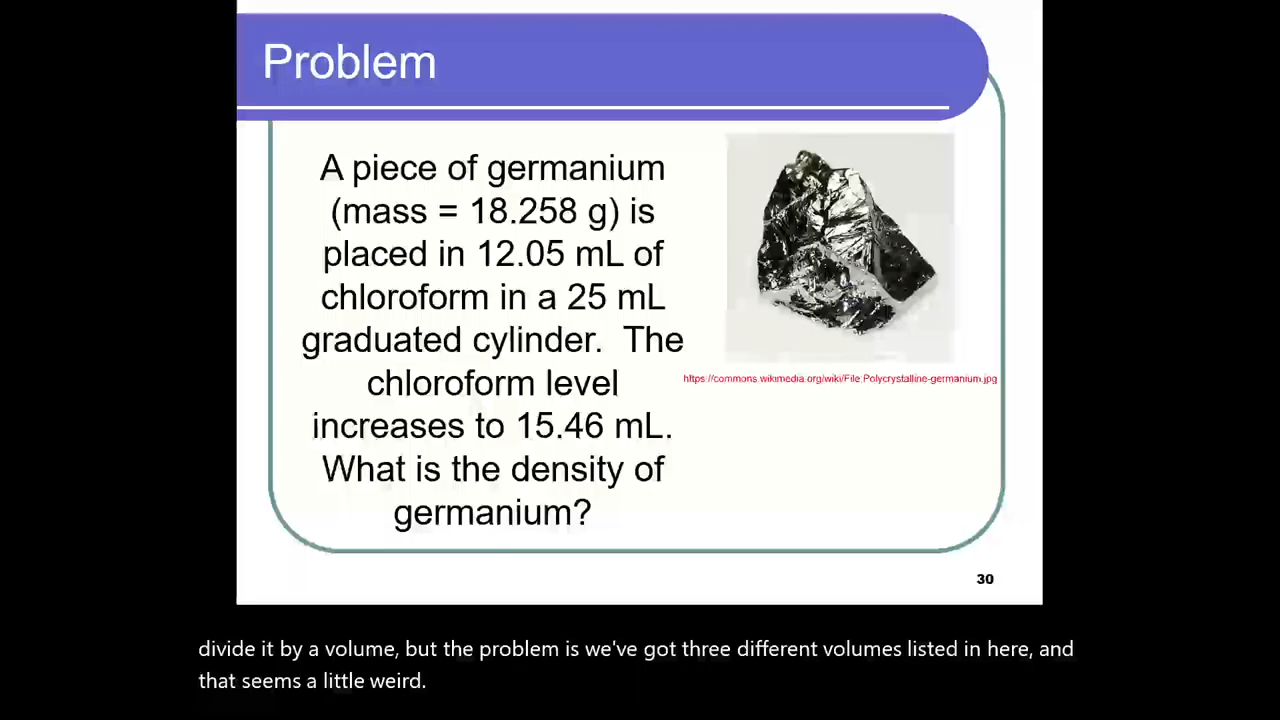 Problem
A piece of germanium
(mass = 18.258 g) is
placed in 12.05 mL of
chloroform in a 25 mL
graduated cylinder.  The
chloroform level
increases to 15.46 mL.
What is the density of
germanium?
https://commons.wikimedia.org/wiki/File:Polycrystalline-germanium.jpg
30
divide it by a volume, but the problem is we've got three different volumes listed in here, and
that seems a little weird.